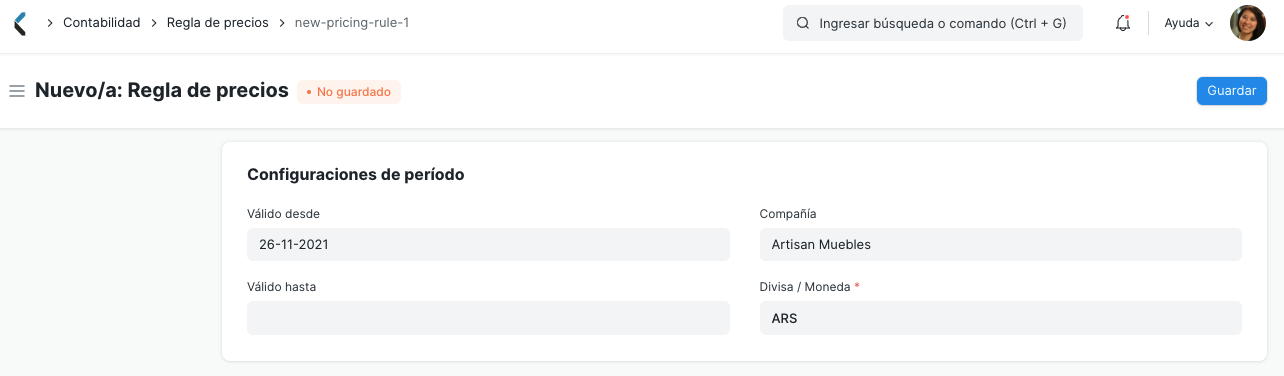 Contabilidad > Regla de precios > new-pricing-rule-1
Ingresar búsqueda o comando (Ctrl + G)
Ayuda
Nuevo/a: Regla de precios
• No guardado
Guardar
Configuraciones de período
Válido desde
26-11-2021
Compañía
Artisan Muebles
Válido hasta
Divisa / Moneda *
ARS